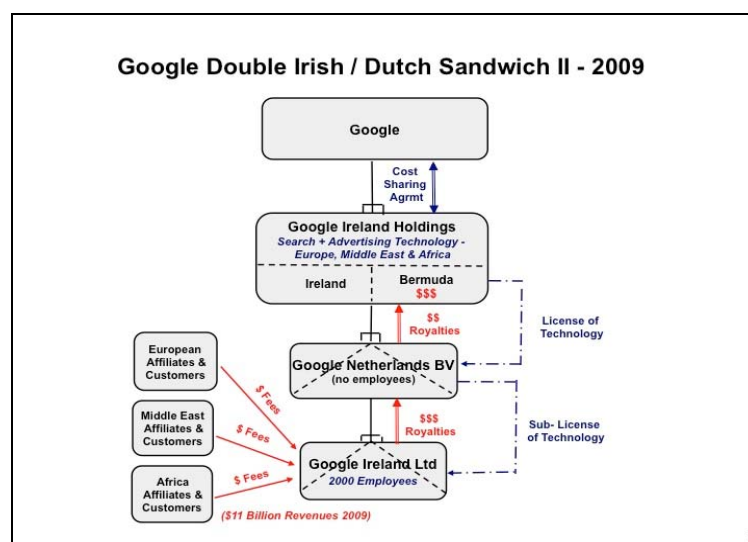 Google Double Irish / Dutch Sandwich II - 2009
Google
Cost
Sharing
Agrmt
Google Ireland Holdings
Search + Advertising Technology -
Europe, Middle East & Africa
Ireland
Bermuda
$$$
$$
Royalties
License of
Technology
European
Affiliates &
Customers
Google Netherlands BV
(no employees)
$ Fees
Middle East
Affiliates &
Customers
$ Fees
$$$
Royalties
Sub- License
of Technology
Africa
Affiliates &
Customers
$ Fees
Google Ireland Ltd
2000 Employees
($11 Billion Revenues 2009)